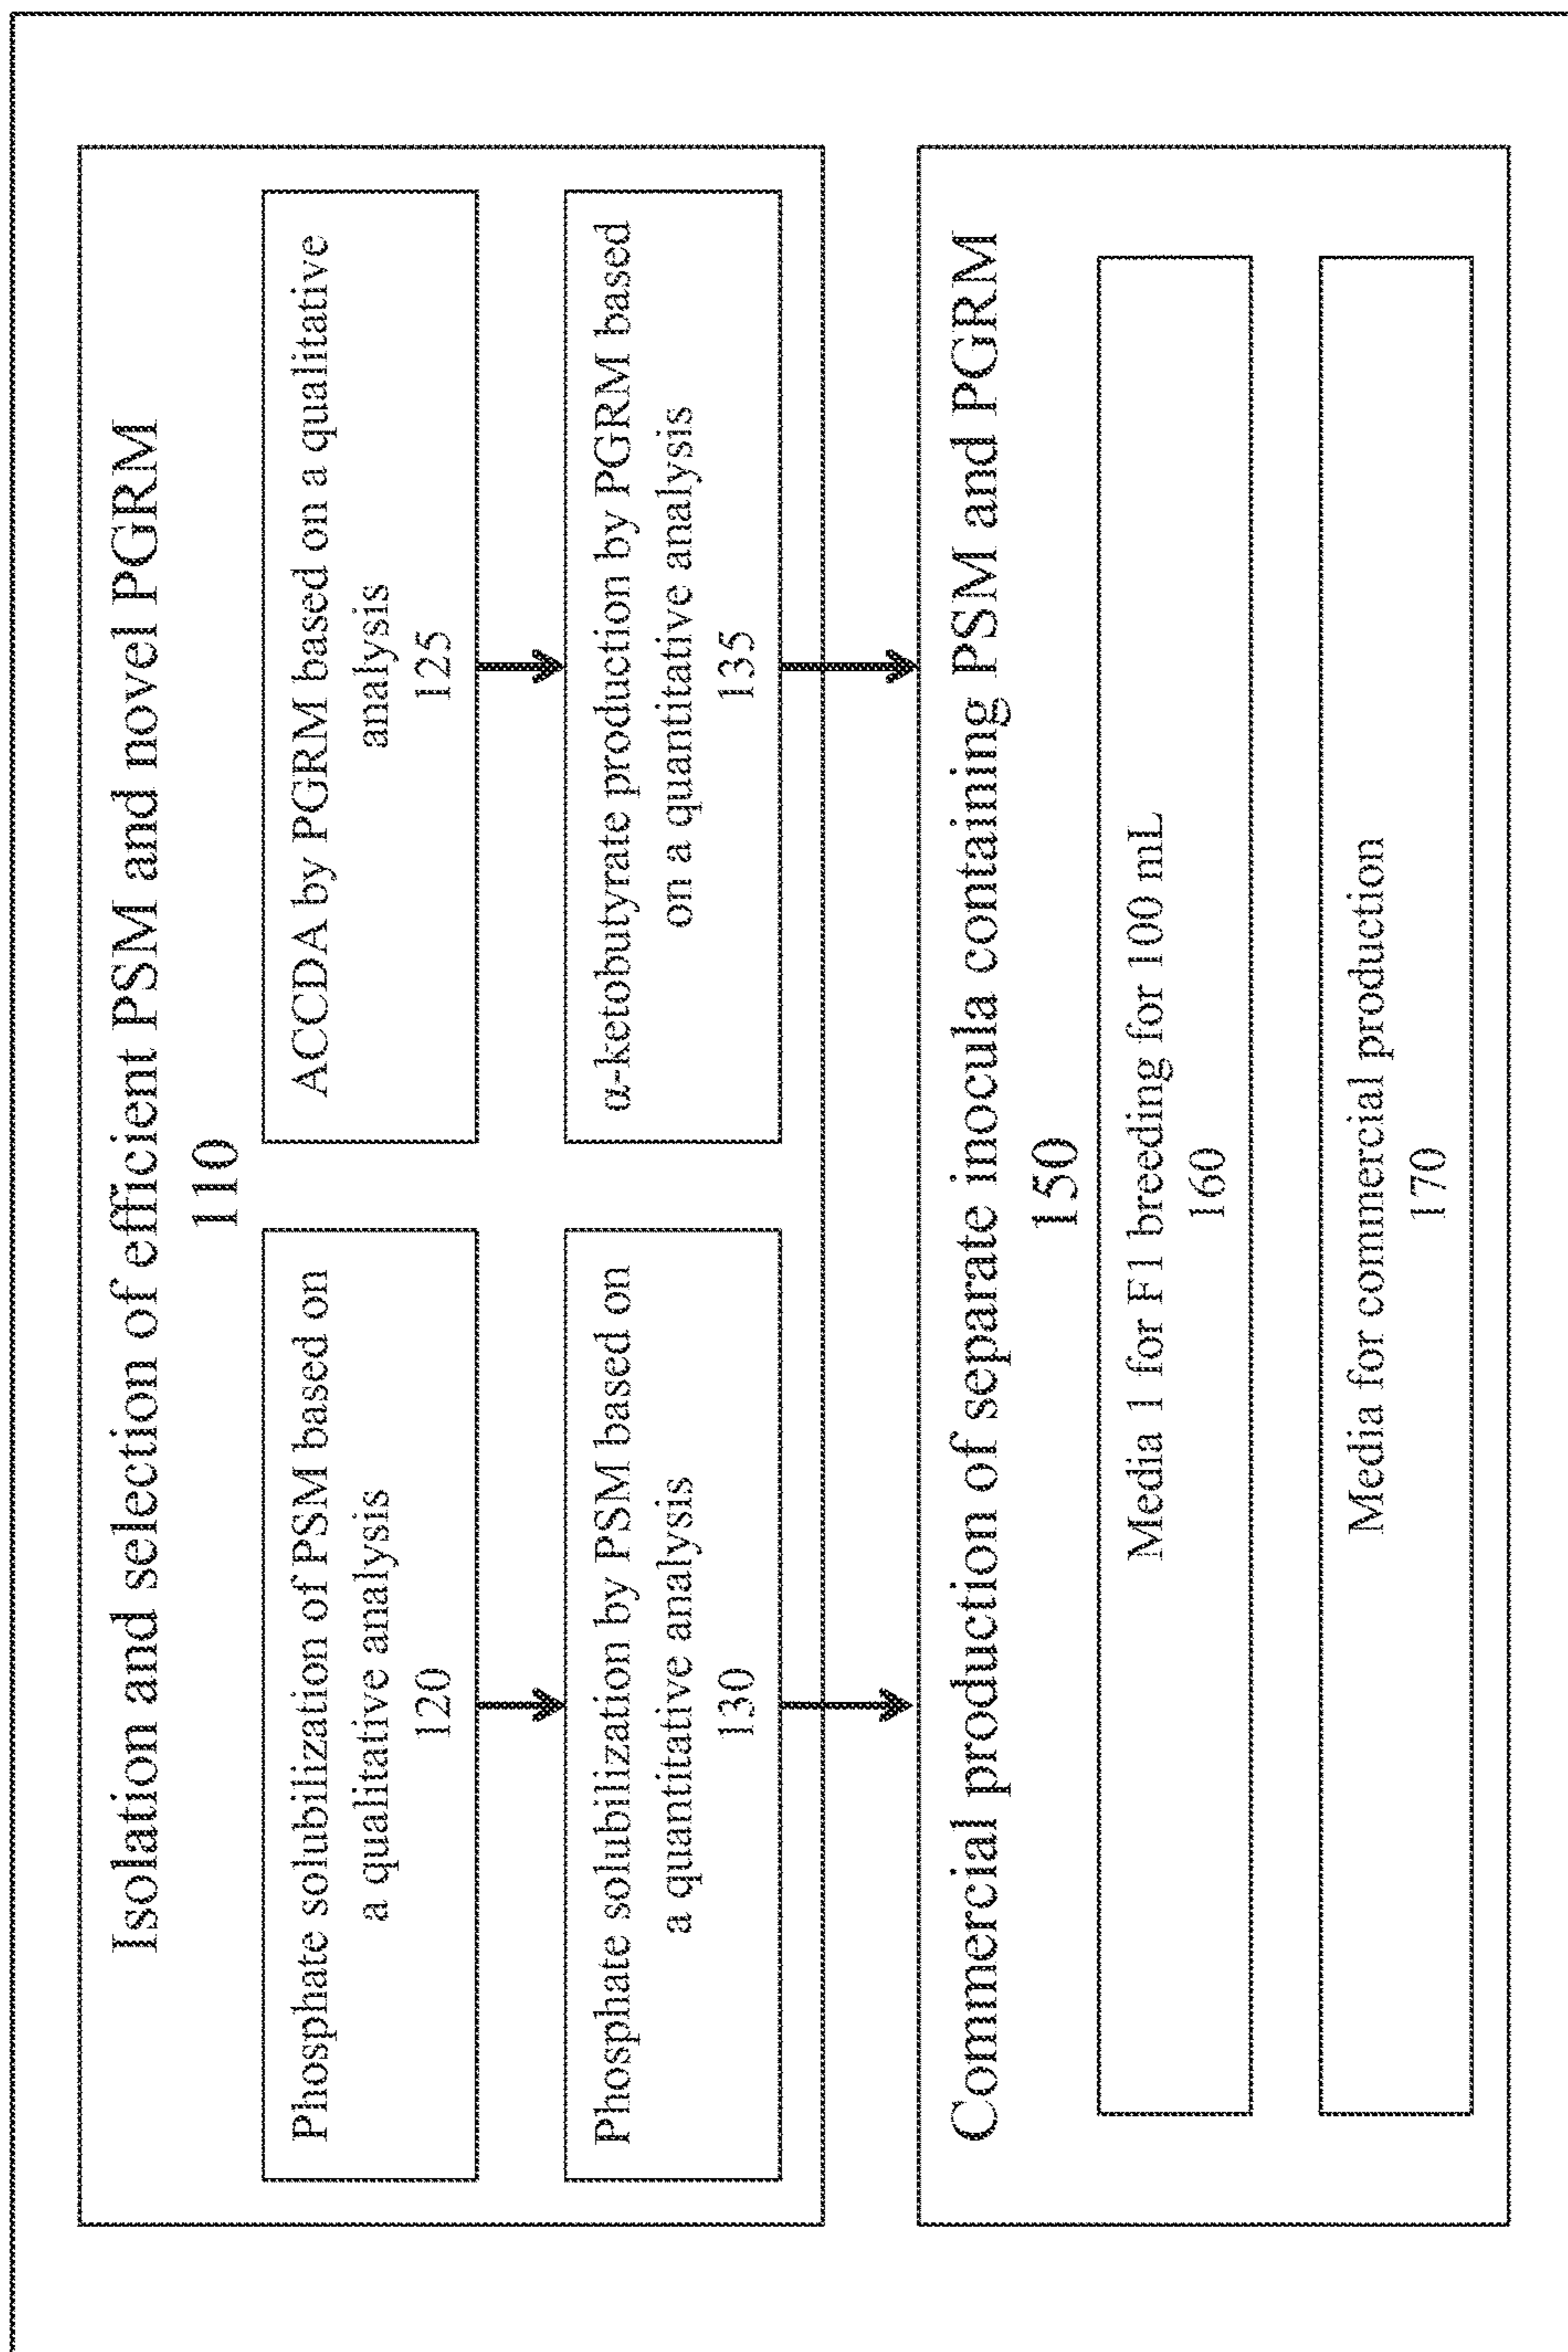 Isolation and selection of efficient PSM and novel PGRM
110
Phosphate solubilization of PSM based on
a qualitative analysis
120
ACCDA by PGRM based on a qualitative
analysis
125
Phosphate solubilization by PSM based on
a quantitative analysis
130
α-ketobutyrate production by PGRM based
on a quantitative analysis
135
Commercial production of separate inocula containing PSM and PGRM
150
Media 1 for F1 breeding for 100 mL
160
Media for commercial production
170